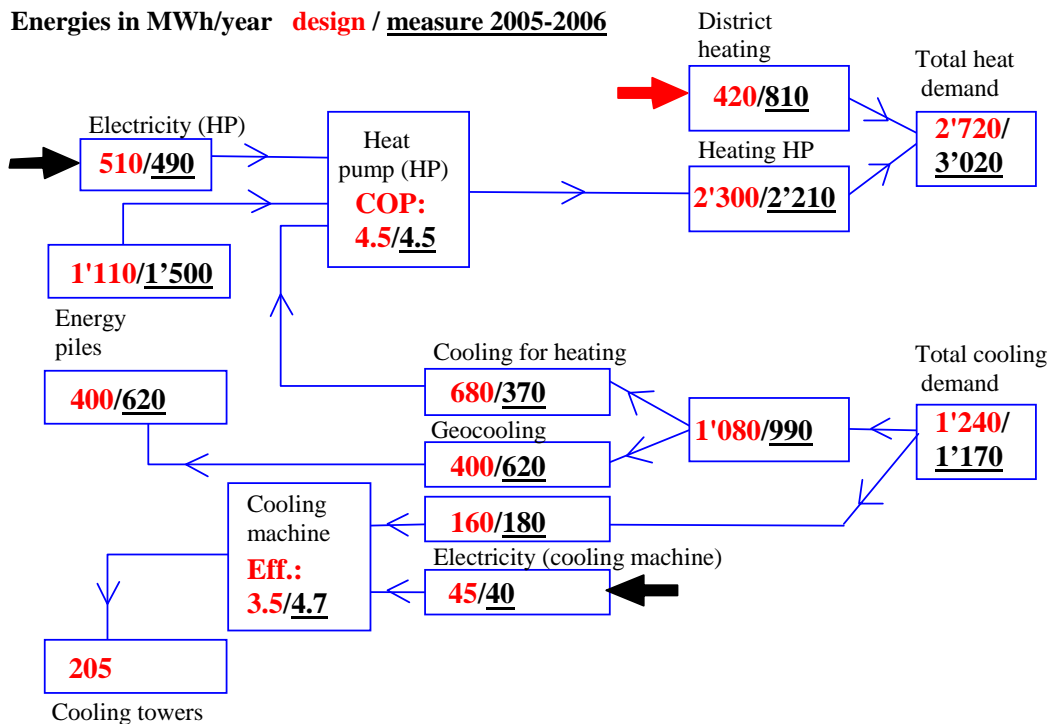 Energies in MWh/year design / measure 2005-2006
District
heating
420/810
Total heat
demand
2'720/
3’020
Electricity (HP)
510/490
Heat
pump (HP)
COP:
4.5/4.5
Heating HP
2'300/2’210
1'110/1’500
Energy
piles
400/620
Cooling for heating
680/370
Geocooling
400/620
1'080/990
Total cooling
demand
1'240/
1’170
Cooling
machine
Eff.:
3.5/4.7
160/180
Electricity (cooling machine)
45/40
205
Cooling towers